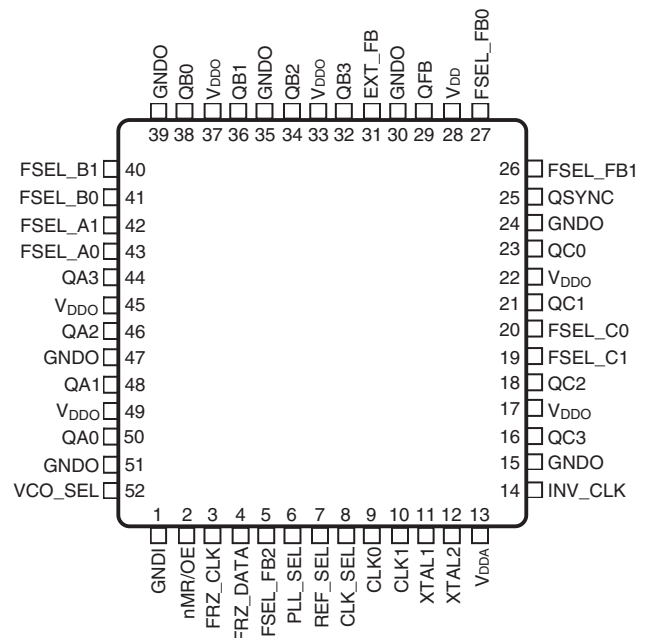 GNDO
QB0
VDDO
QB1
GNDO
QB2
VDDO
QB3
EXT_FB
GNDO
QFB
VDD
FSEL_FB0
39 38 37 36 35 34 33 32 31 30 29 28 27
FSEL_B1 40
FSEL_B0 41
FSEL_A1 42
FSEL_A0 43
QA3 44
VDDO 45
QA2 46
GNDO 47
QA1 48
VDDO 49
QA0 50
GNDO 51
VCO_SEL 52
26 FSEL_FB1
25 QSYNC
24 GNDO
23 QC0
22 VDDO
21 QC1
20 FSEL_C0
19 FSEL_C1
18 QC2
17 VDDO
16 QC3
15 GNDO
14 INV_CLK
1 2 3 4 5 6 7 8 9 10 11 12 13
GNDI
nMR/OE
FRZ_CLK
FRZ_DATA
FSEL_FB2
PLL_SEL
REF_SEL
CLK_SEL
CLK0
CLK1
XTAL1
XTAL2
VDDA